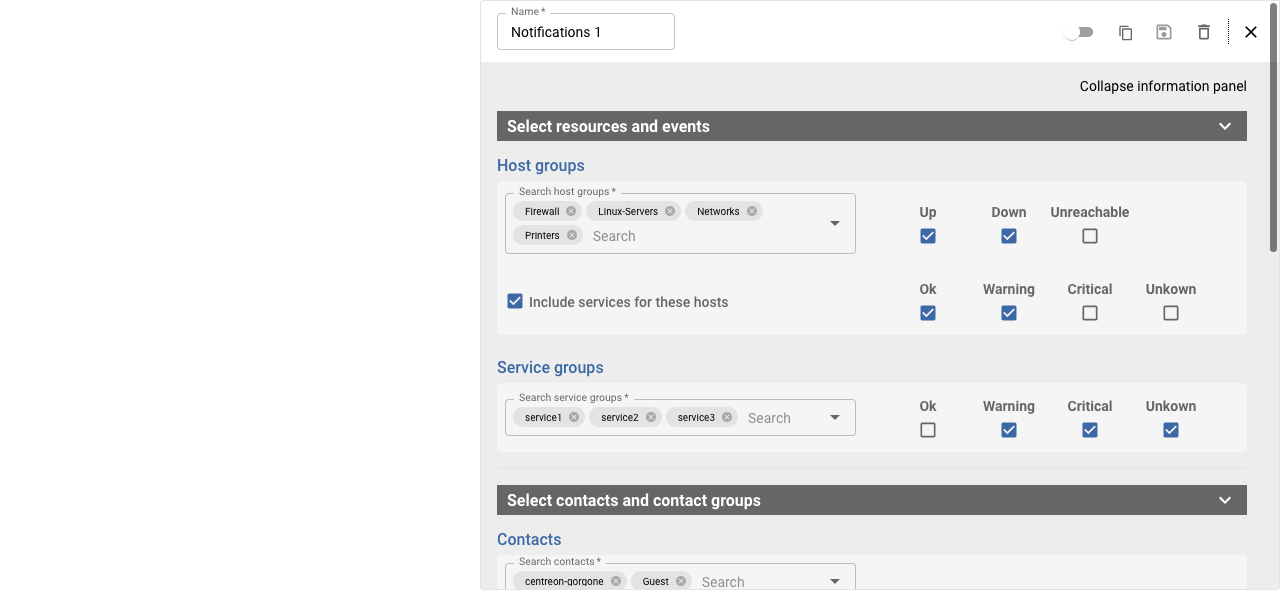 Name *
Notifications 1
Collapse information panel
Select resources and events
Host groups
Search host groups *
Firewall Linux-Servers Networks
Printers Search
Up Down Unreachable
Include services for these hosts
Ok Warning Critical Unkown
Service groups
Search service groups *
service1 service2 service3 Search
Ok Warning Critical Unkown
Select contacts and contact groups
Contacts
Search contacts *
centreon-gorgone Guest Search